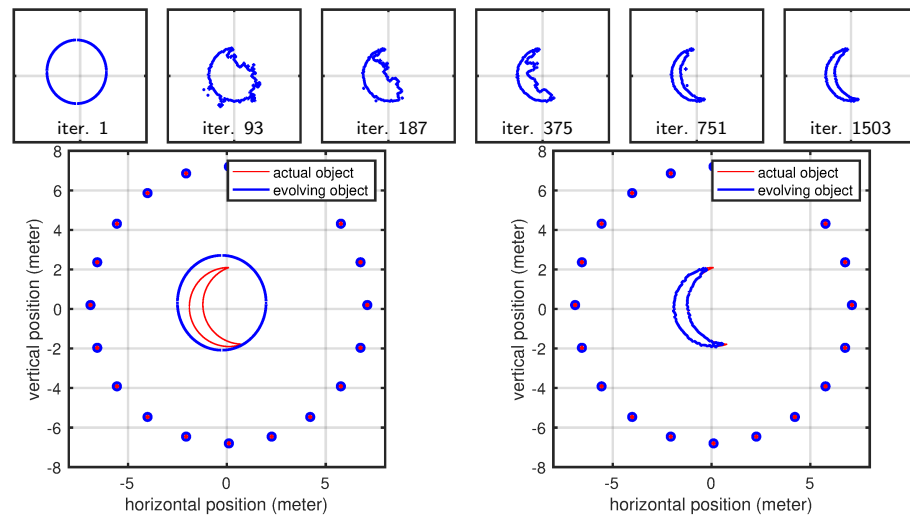 iter. 1
iter. 93
iter. 187
iter. 375
iter. 751
iter. 1503
8
6
4
2
0
-2
-4
-6
-8
-5
0
5
vertical position (meter)
horizontal position (meter)
actual object
evolving object
8
6
4
2
0
-2
-4
-6
-8
-5
0
5
vertical position (meter)
horizontal position (meter)
actual object
evolving object